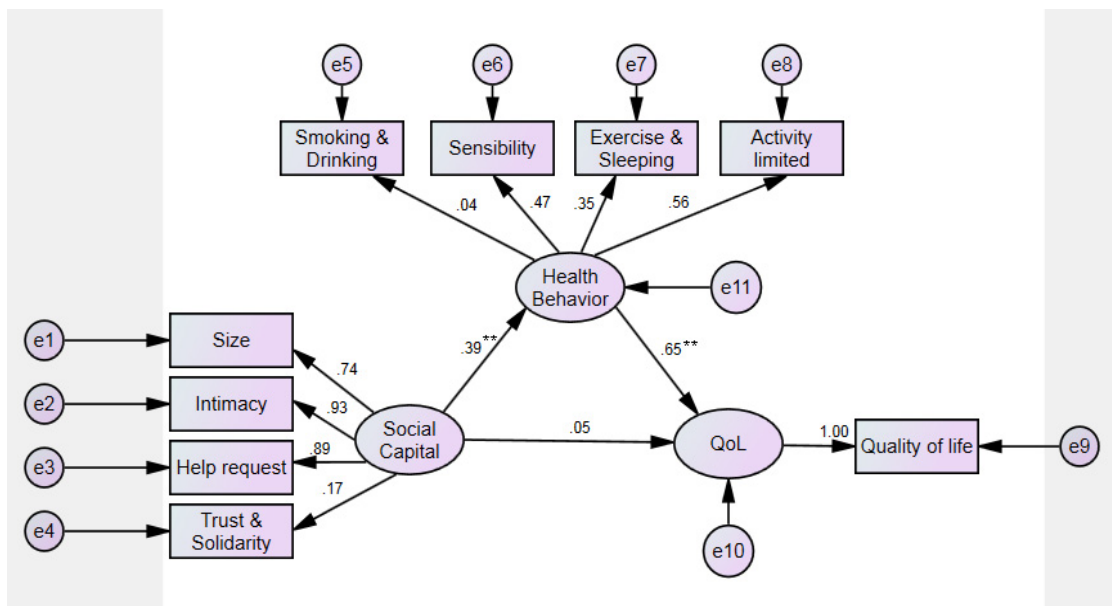 e5
e6
e7
e8
Smoking &
Drinking
Sensibility
Exercise &
Sleeping
Activity
limited
.04
.47
.35
.56
Health
Behavior
e11
e1
Size
.74
.39**
.65**
e2
Intimacy
.93
Social
Capital
.05
QoL
1.00
Quality of life
e9
e3
Help request
.89
.17
e4
Trust &
Solidarity
e10